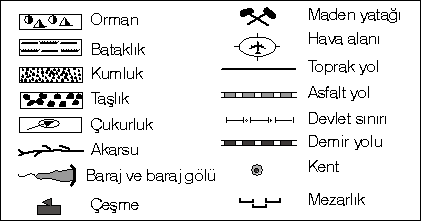 Orman
Bataklık
Kumluk
Taşlık
Çukurluk
Akarsu
Baraj ve baraj gölü
Çeşme
Maden yatağı
Hava alanı
Toprak yol
Asfalt yol
Devlet sınırı
Demir yolu
Kent
Mezarlık